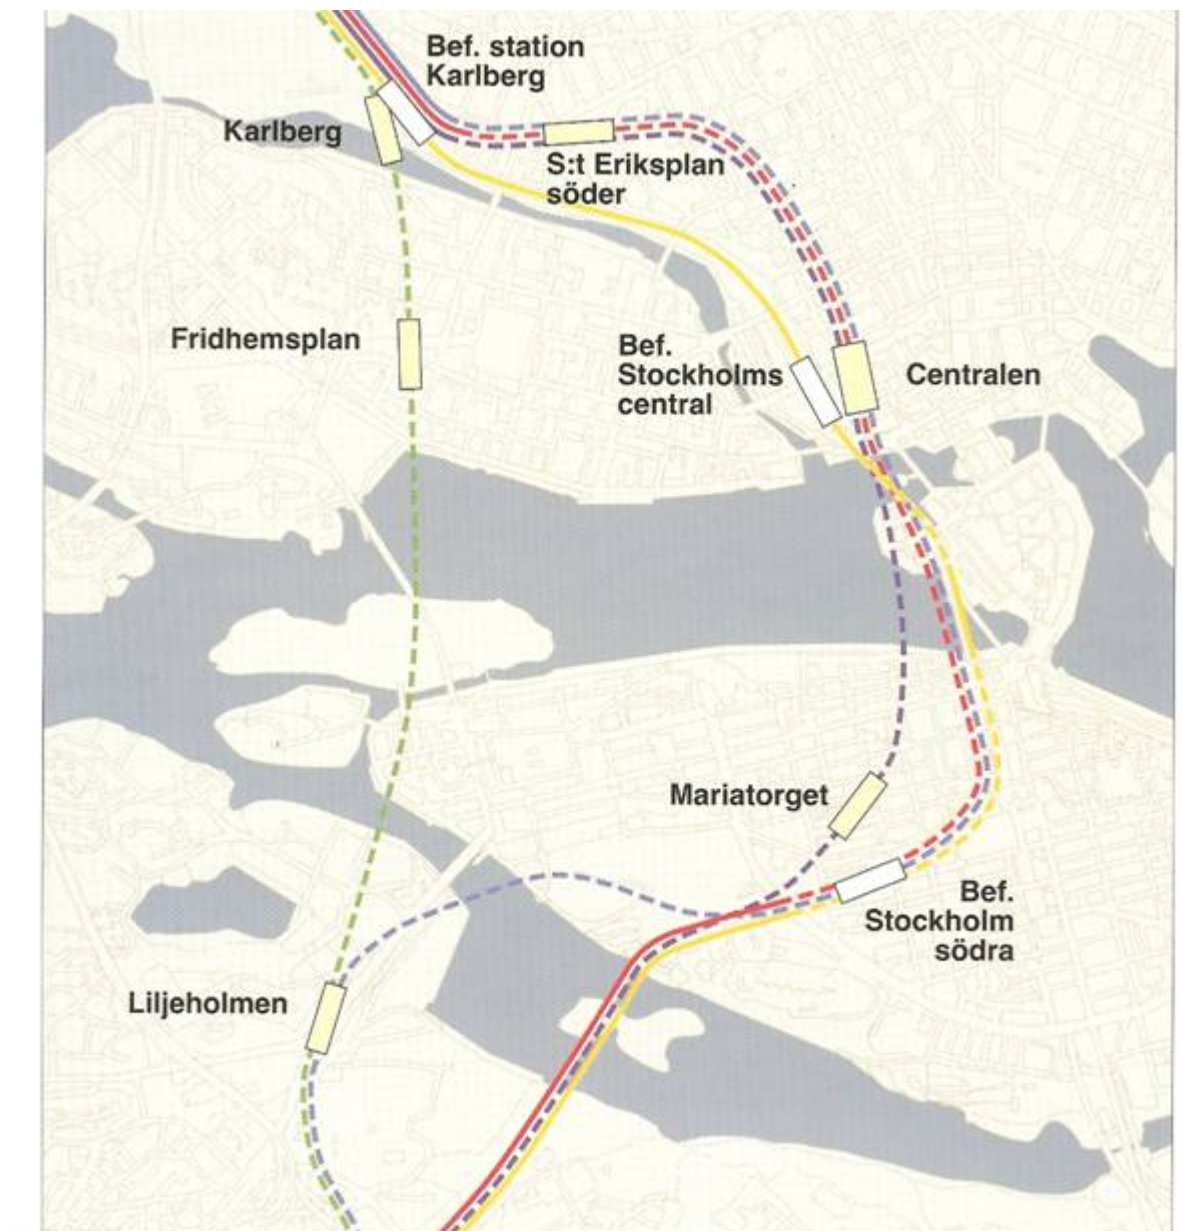 Bef. station
Karlberg
Karlberg
S:t Eriksplan
söder
Fridhemsplan
Bef.
Stockholms
central
Centralen
Mariatorget
Bef.
Stockholm
södra
Liljeholmen